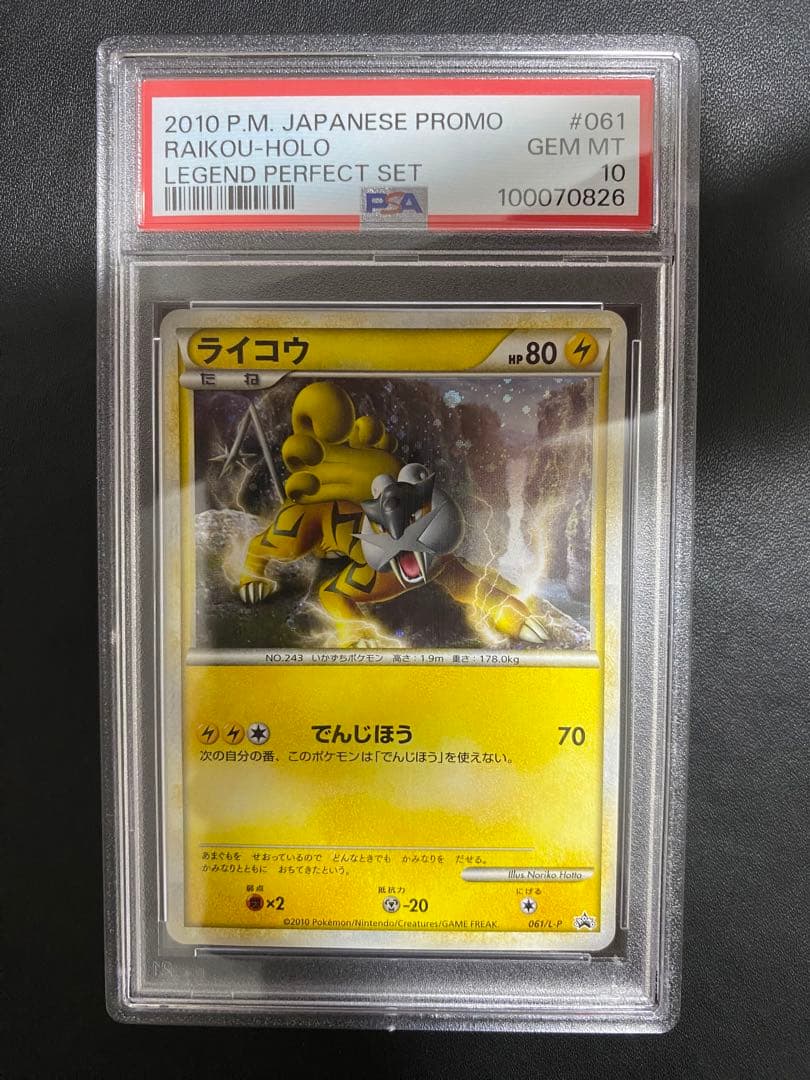 2010 P.M. JAPANESE PROMO #061
RAIKOU-HOLO GEM MT
LEGEND PERFECT SET 10
PSA 100070826
ライコウ HP80
たね
NO.243 いかずちポケモン 高さ:1.9m 重さ:178.0kg
でんじほう 70
次の自分の番、このポケモンは「でんじほう」を使えない。
あまぐもを せおっているので どんなときでも かみなりを だせる。
かみなりとともに おちてきたという。
Illus. Noriko Hotta
弱点 抵抗力 にげる
×2 -20
©2010 Pokémon/Nintendo/Creatures/GAME FREAK. 061/L-P